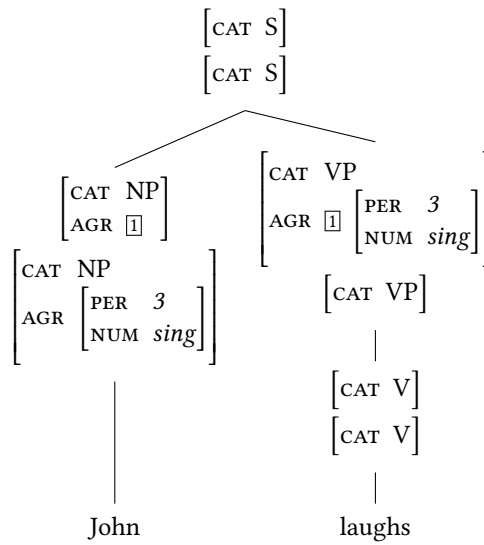 [CAT S]
[CAT S]
[CAT NP
AGR 1]
[CAT VP
AGR 1 [PER 3
NUM sing]]
[CAT NP
AGR [PER 3
NUM sing]]
[CAT VP]
[CAT V]
[CAT V]
John laughs